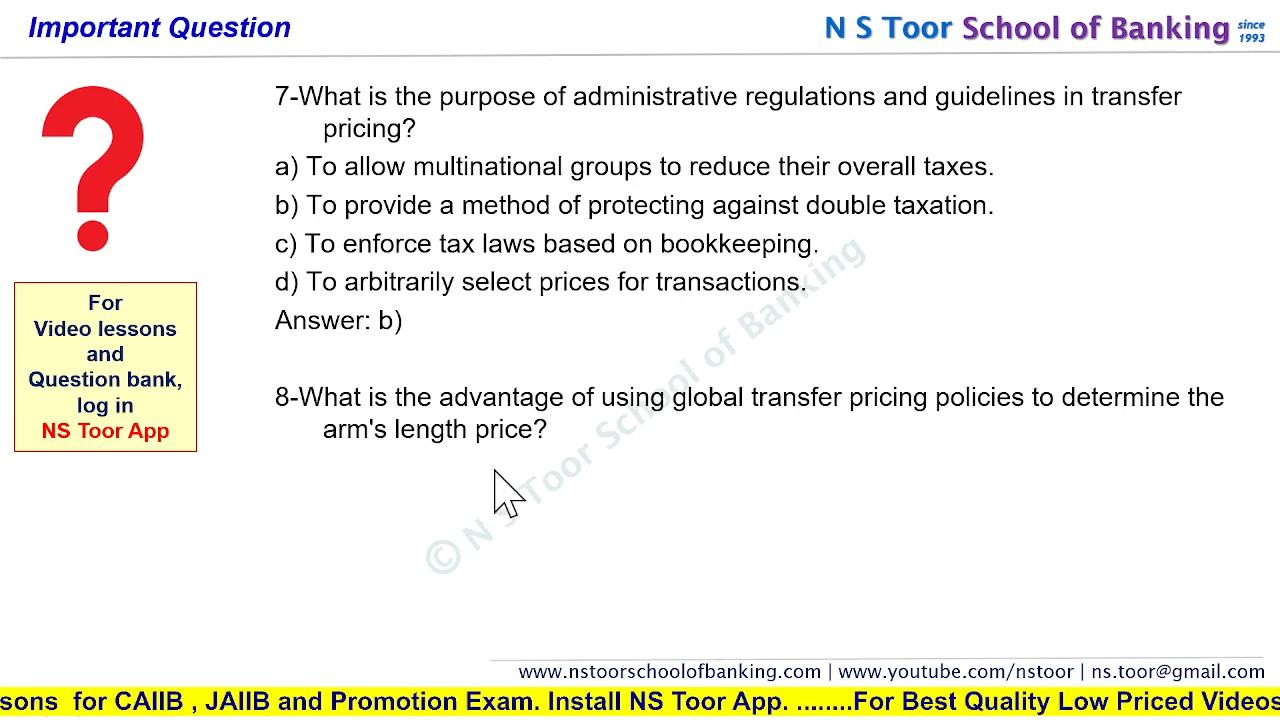 Important Question
N S Toor School of Banking since 1993
7-What is the purpose of administrative regulations and guidelines in transfer
pricing?
a) To allow multinational groups to reduce their overall taxes.
b) To provide a method of protecting against double taxation.
c) To enforce tax laws based on bookkeeping.
d) To arbitrarily select prices for transactions.
Answer: b)
8-What is the advantage of using global transfer pricing policies to determine the
arm's length price?
For
Video lessons
and
Question bank,
log in
NS Toor App
© N S Toor School of Banking
www.nstoorschoolofbanking.com | www.youtube.com/nstoor | ns.toor@gmail.com
sons for CAIIB , JAIIB and Promotion Exam. Install NS Toor App. ........For Best Quality Low Priced Videos